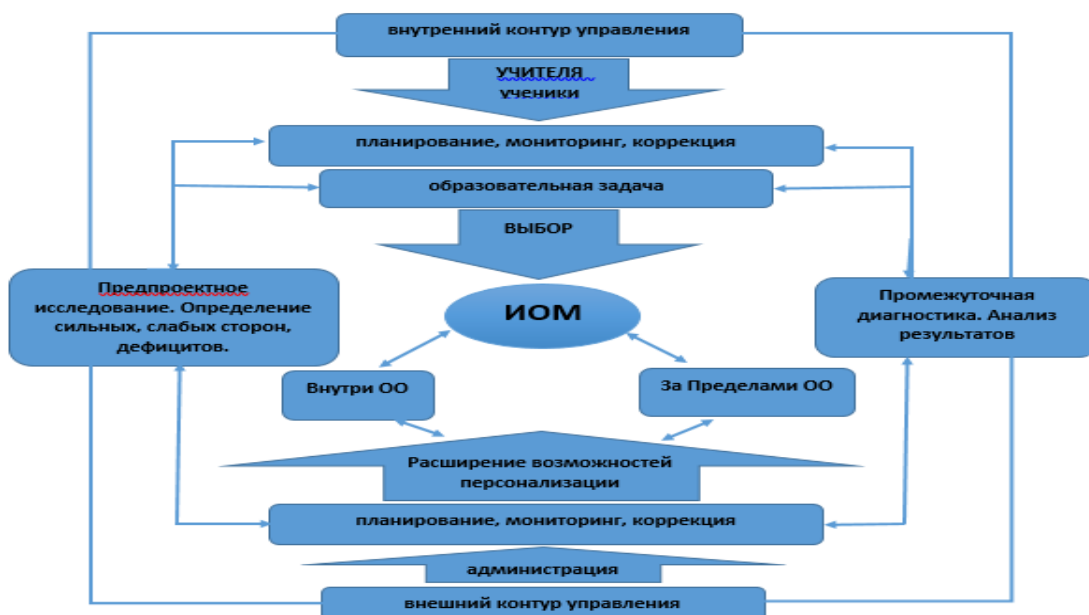 внутренний контур управления
УЧИТЕЛЯ
ученики
планирование, мониторинг, коррекция
образовательная задача
ВЫБОР
Предпроектное
исследование. Определение
сильных, слабых сторон,
дефицитов.
ИОМ
Промежуточная
диагностика. Анализ
результатов
Внутри ОО
За Пределами ОО
Расширение возможностей
персонализации
планирование, мониторинг, коррекция
администрация
внешний контур управления